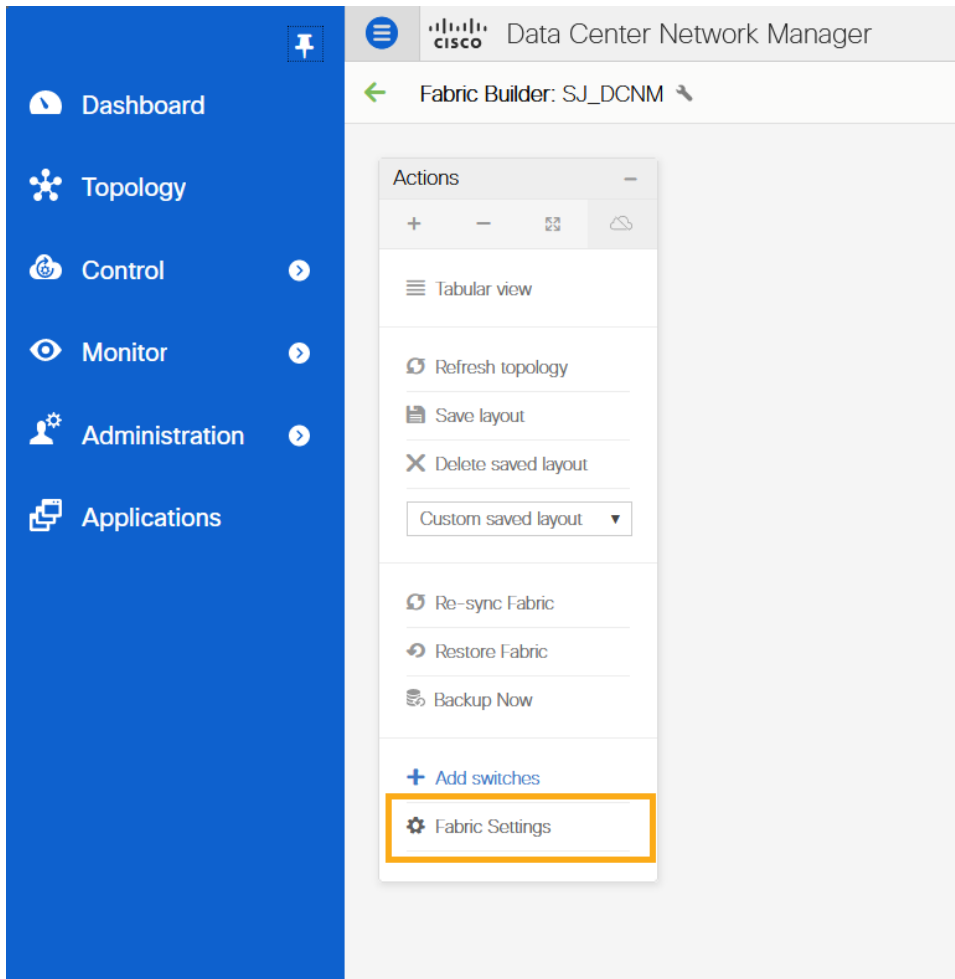 cisco Data Center Network Manager
Fabric Builder: SJ_DCNM
Dashboard
Topology
Control
Monitor
Administration
Applications
Actions
Tabular view
Refresh topology
Save layout
Delete saved layout
Custom saved layout
Re-sync Fabric
Restore Fabric
Backup Now
Add switches
Fabric Settings